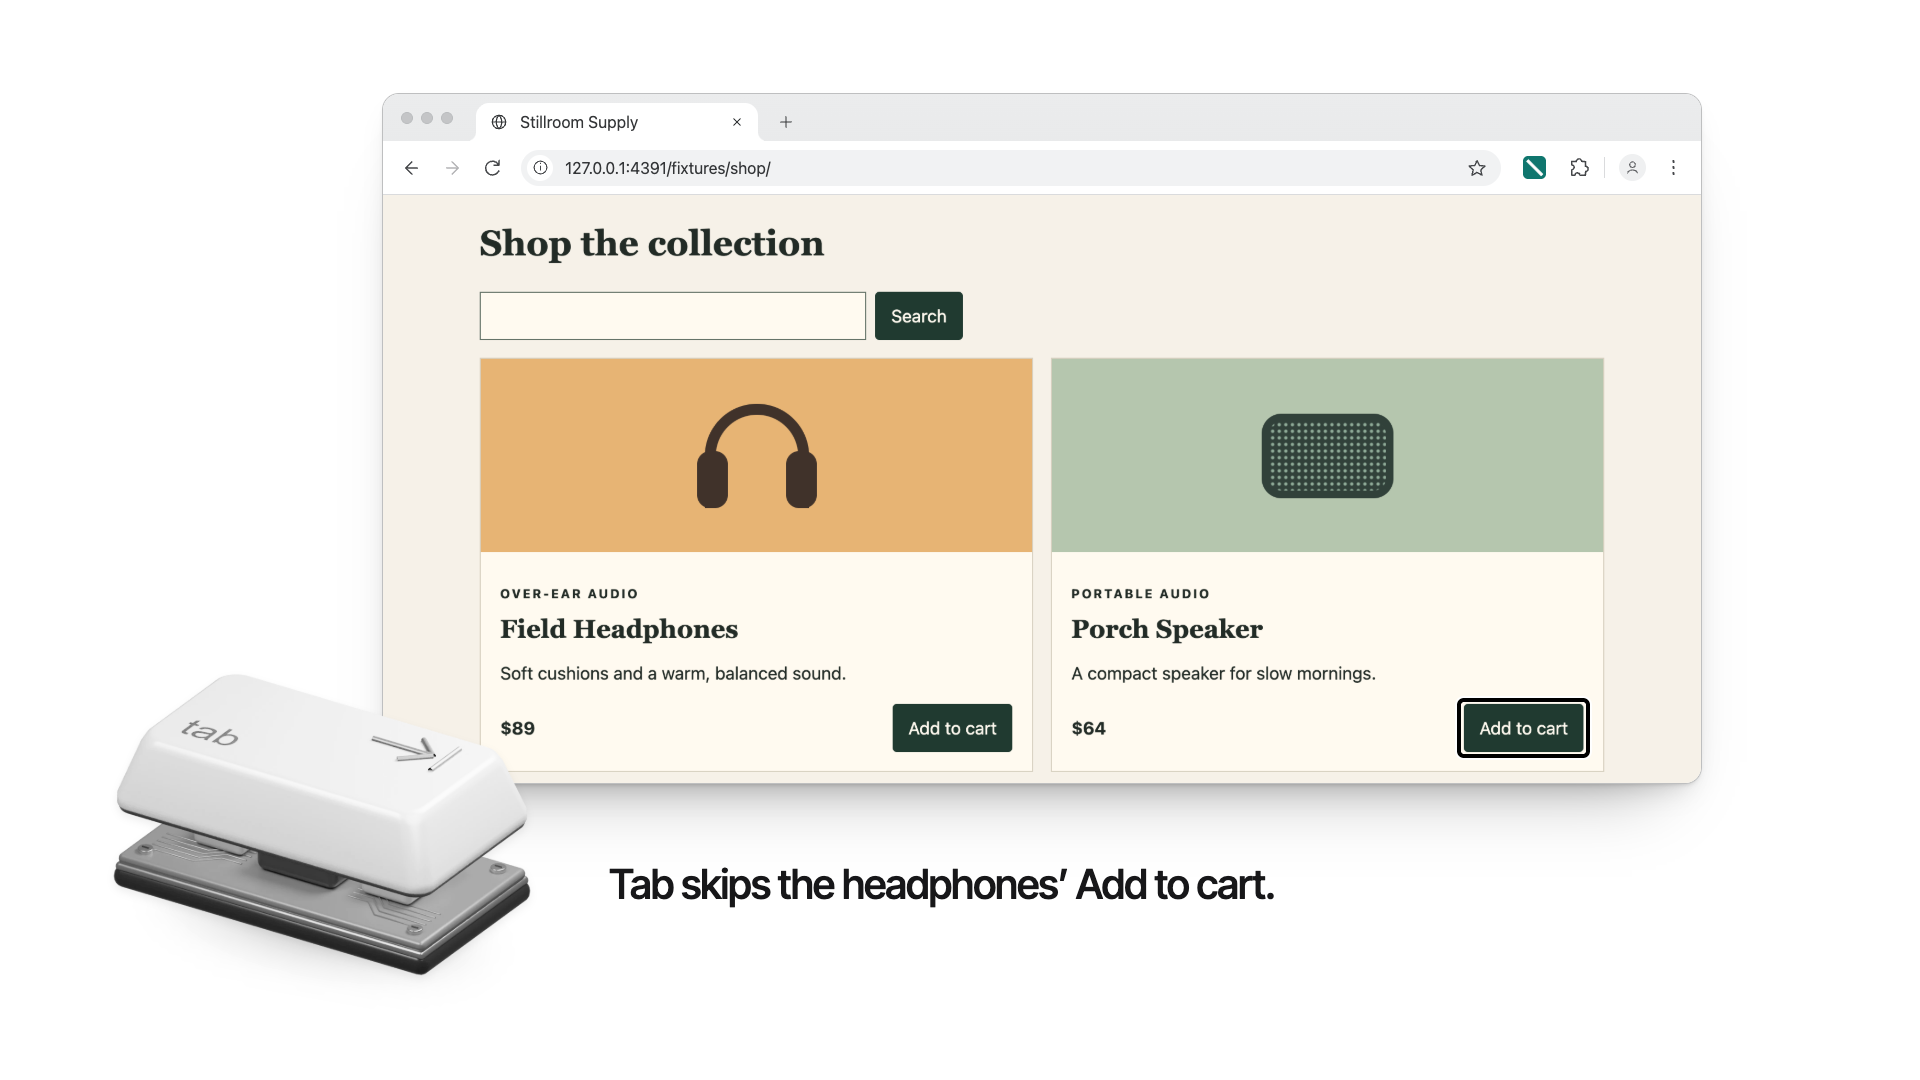 Stillroom Supply
127.0.0.1:4391/fixtures/shop/
Shop the collection
Search
OVER-EAR AUDIO
Field Headphones
Soft cushions and a warm, balanced sound.
$89
Add to cart
PORTABLE AUDIO
Porch Speaker
A compact speaker for slow mornings.
$64
Add to cart
tab
Tab skips the headphones’ Add to cart.